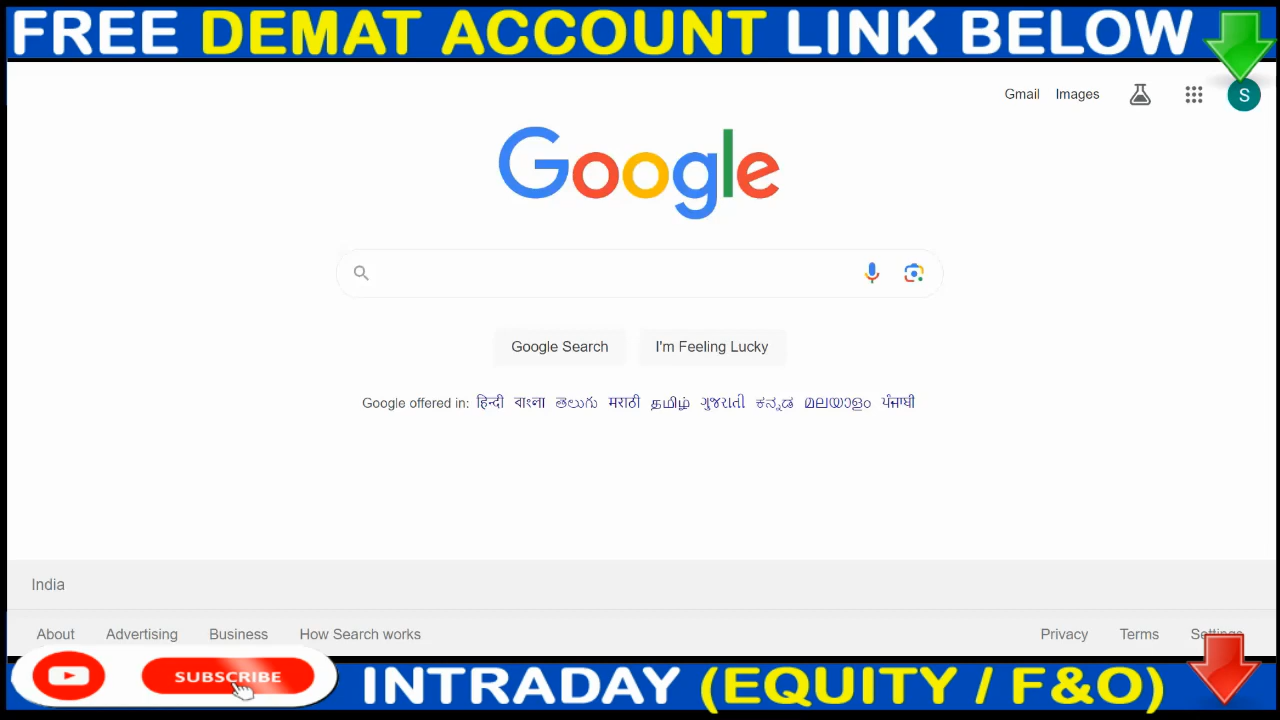 FREE DEMAT ACCOUNT LINK BELOW
Gmail Images
S
Google
Google Search I'm Feeling Lucky
Google offered in: हिन्दी বাংলা తెలుగు मराठी தமிழ் ગુજરાતી ಕನ್ನಡ മലയാളം ਪੰਜਾਬੀ
India
About Advertising Business How Search works Privacy Terms Settings
SUBSCRIBE
INTRADAY (EQUITY / F&O)